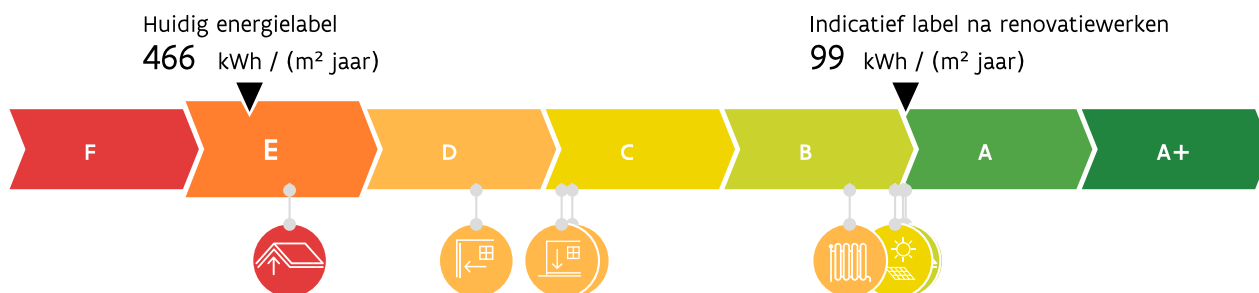 Huidig energielabel
466 kWh / (m² jaar)
Indicatief label na renovatiewerken
99 kWh / (m² jaar)
F E D C B A A+